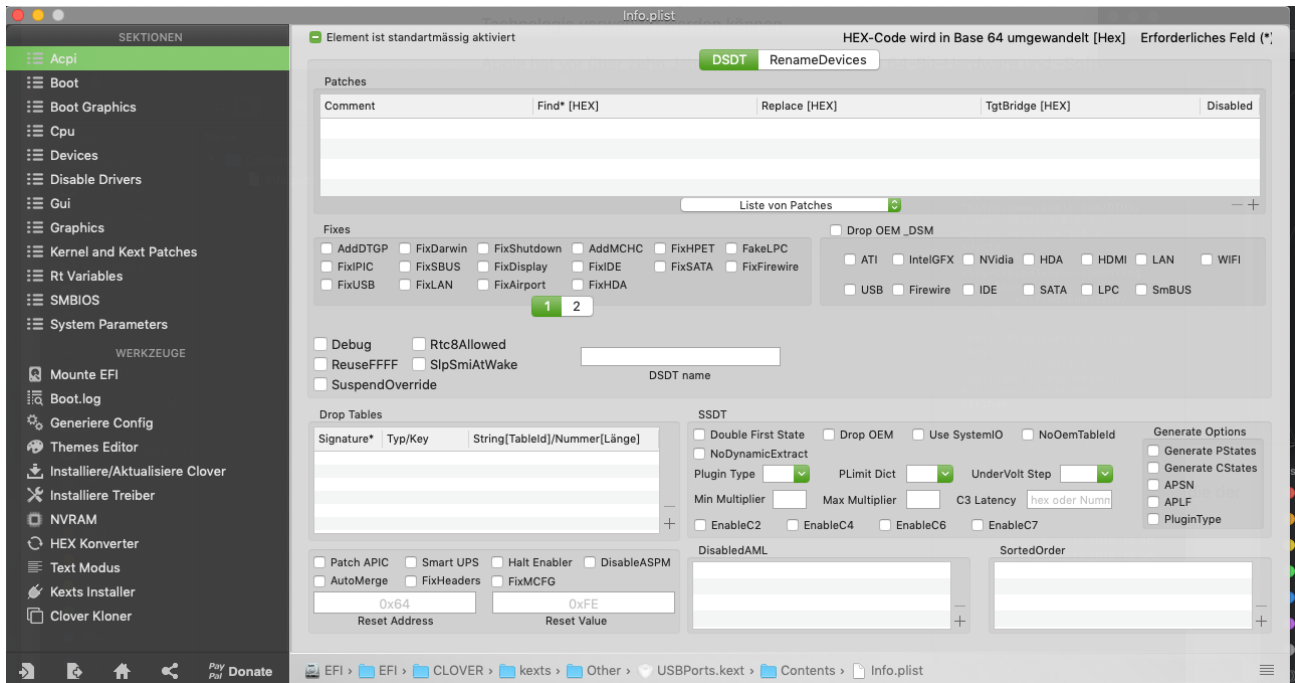 Info.plist
SEKTIONEN
Acpi
Boot
Boot Graphics
Cpu
Devices
Disable Drivers
Gui
Graphics
Kernel and Kext Patches
Rt Variables
SMBIOS
System Parameters
WERKZEUGE
Mounte EFI
Boot.log
Generiere Config
Themes Editor
Installiere/Aktualisiere Clover
Installiere Treiber
NVRAM
HEX Konverter
Text Modus
Kexts Installer
Clover Kloner
Pay Pal Donate
Element ist standartmässig aktiviert
HEX-Code wird in Base 64 umgewandelt [Hex] Erforderliches Feld (*)
DSDT RenameDevices
Patches
Comment Find* [HEX] Replace [HEX] TgtBridge [HEX] Disabled
Liste von Patches
Fixes
AddDTGP FixDarwin FixShutdown AddMCHC FixHPET FakeLPC
FixIPIC FixSBUS FixDisplay FixIDE FixSATA FixFirewire
FixUSB FixLAN FixAirport FixHDA
1 2
Drop OEM _DSM
ATI IntelGFX NVidia HDA HDMI LAN WIFI
USB Firewire IDE SATA LPC SmBUS
Debug Rtc8Allowed
ReuseFFFF SlpSmiAtWake
SuspendOverride
DSDT name
Drop Tables
Signature* Typ/Key String[TableId]/Nummer[Länge]
SSDT
Double First State Drop OEM Use SystemIO NoOemTableId
NoDynamicExtract
Plugin Type PLimit Dict UnderVolt Step
Min Multiplier Max Multiplier C3 Latency hex oder Numm
EnableC2 EnableC4 EnableC6 EnableC7
Generate Options
Generate PStates
Generate CStates
APSN
APLF
PluginType
Patch APIC Smart UPS Halt Enabler DisableASPM
AutoMerge FixHeaders FixMCFG
0x64 0xFE
Reset Address Reset Value
DisabledAML
SortedOrder
EFI › EFI › CLOVER › kexts › Other › USBPorts.kext › Contents › Info.plist